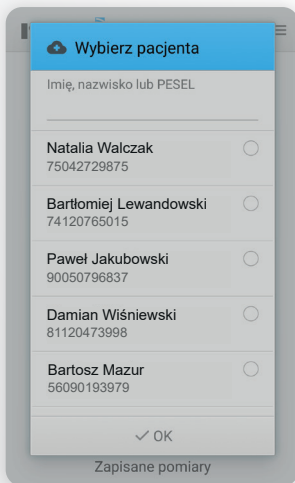 Wybierz pacjenta
Imię, nazwisko lub PESEL
Natalia Walczak
75042729875
Bartłomiej Lewandowski
74120765015
Paweł Jakubowski
90050796837
Damian Wiśniewski
81120473998
Bartosz Mazur
56090193979
OK
Zapisane pomiary